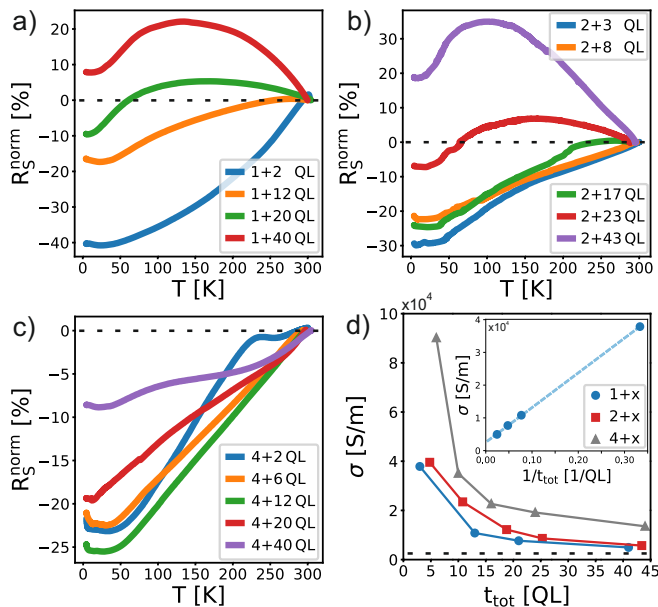 a)
R_S^norm [%]
20
10
0
−10
−20
−30
−40
1+2 QL
1+12 QL
1+20 QL
1+40 QL
0 50 100 150 200 250 300
T [K]
b)
R_S^norm [%]
30
20
10
0
−10
−20
−30
2+3 QL
2+8 QL
2+17 QL
2+23 QL
2+43 QL
0 50 100 150 200 250 300
T [K]
c)
R_S^norm [%]
0
−5
−10
−15
−20
−25
4+2 QL
4+6 QL
4+12 QL
4+20 QL
4+40 QL
0 50 100 150 200 250 300
T [K]
d)
x10⁴
σ [S/m]
10
8
6
4
2
0
x10⁴
σ [S/m]
4
3
2
1
0
0.00 0.10 0.20 0.30
1/t_tot [1/QL]
1+x
2+x
4+x
0 5 10 15 20 25 30 35 40 45
t_tot [QL]